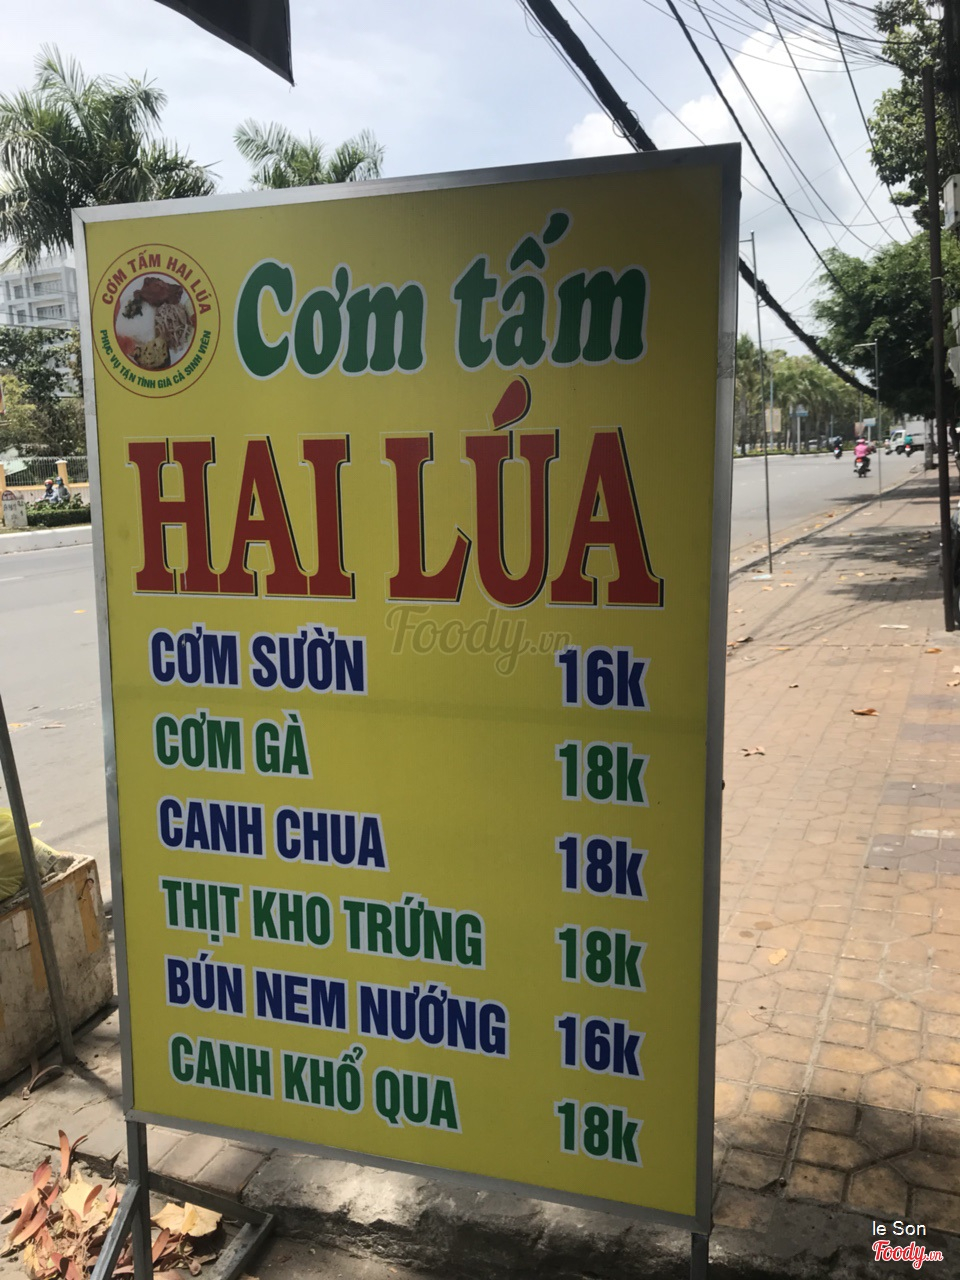 CƠM TẤM HAI LÚA
PHỤC VỤ TẬN TÌNH GIÁ CẢ SINH VIÊN
Cơm tấm
HAI LÚA
Foody.vn
CƠM SƯỜN 16k
CƠM GÀ 18k
CANH CHUA 18k
THỊT KHO TRỨNG 18k
BÚN NEM NƯỚNG 16k
CANH KHỔ QUA 18k
le Son
Foody.vn